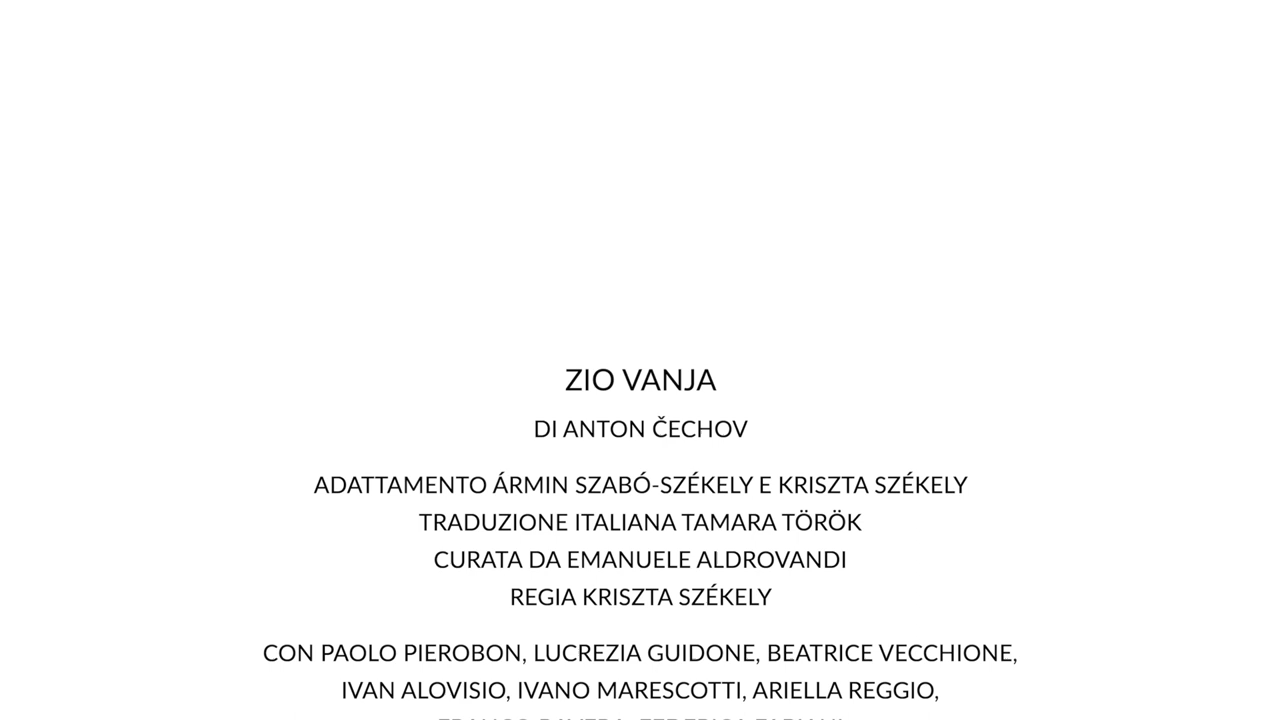 ZIO VANJA
DI ANTON ČECHOV
ADATTAMENTO ÁRMIN SZABÓ-SZÉKELY E KRISZTA SZÉKELY
TRADUZIONE ITALIANA TAMARA TÖRÖK
CURATA DA EMANUELE ALDROVANDI
REGIA KRISZTA SZÉKELY
CON PAOLO PIEROBON, LUCREZIA GUIDONE, BEATRICE VECCHIONE,
IVAN ALOVISIO, IVANO MARESCOTTI, ARIELLA REGGIO,